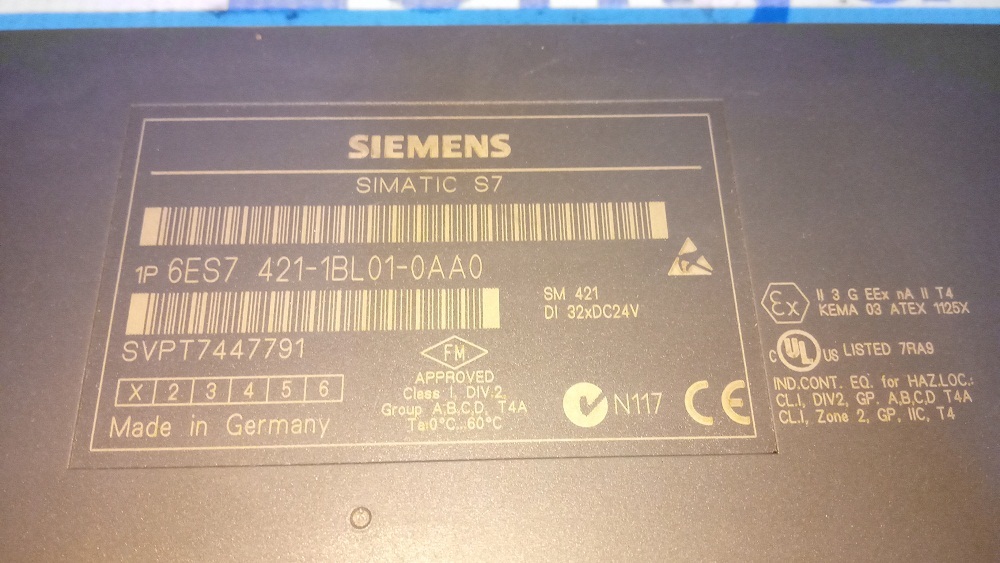 SIEMENS
SIMATIC S7
1P 6ES7 421-1BL01-0AA0
SM 421
DI 32xDC24V
SVPT7447791
FM
APPROVED
Class I, DIV.2
Group A,B,C,D, T4A
Ta:0°C...60°C
X 2 3 4 5 6
Made in Germany
N117
CE
Ex
II 3 G EEx nA II T4
KEMA 03 ATEX 1125X
C UL US LISTED 7RA9
IND.CONT. EQ. for HAZ.LOC.:
CL.I, DIV2, GP. A,B,C,D T4A
CL.I, Zone 2, GP, IIC, T4